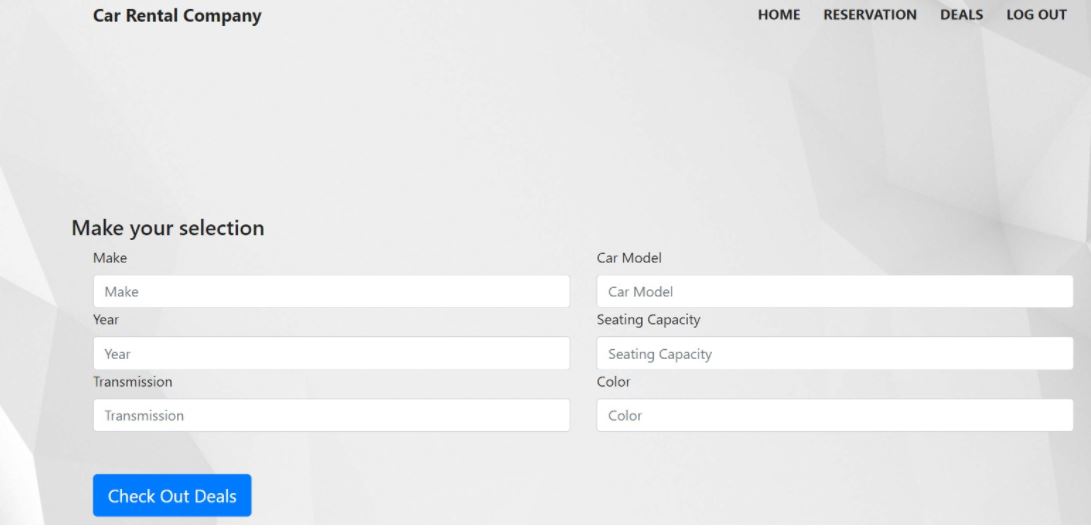 Car Rental Company HOME RESERVATION DEALS LOG OUT
Make your selection
Make Car Model
Make Car Model
Year Seating Capacity
Year Seating Capacity
Transmission Color
Transmission Color
Check Out Deals